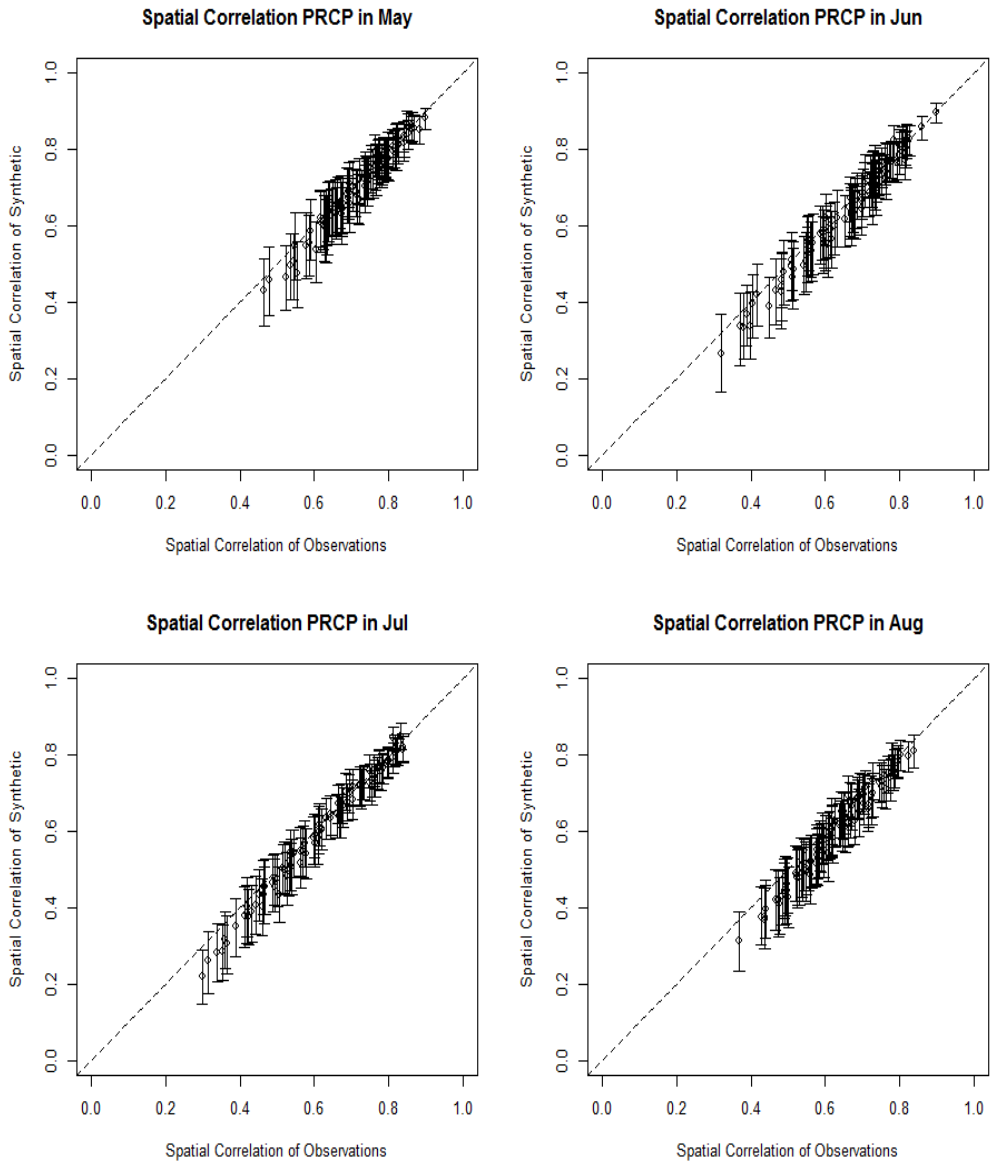 Spatial Correlation PRCP in May
Spatial Correlation of Synthetic
1.0
0.8
0.6
0.4
0.2
0.0
0.0 0.2 0.4 0.6 0.8 1.0
Spatial Correlation of Observations
Spatial Correlation PRCP in Jun
Spatial Correlation of Synthetic
1.0
0.8
0.6
0.4
0.2
0.0
0.0 0.2 0.4 0.6 0.8 1.0
Spatial Correlation of Observations
Spatial Correlation PRCP in Jul
Spatial Correlation of Synthetic
1.0
0.8
0.6
0.4
0.2
0.0
0.0 0.2 0.4 0.6 0.8 1.0
Spatial Correlation of Observations
Spatial Correlation PRCP in Aug
Spatial Correlation of Synthetic
1.0
0.8
0.6
0.4
0.2
0.0
0.0 0.2 0.4 0.6 0.8 1.0
Spatial Correlation of Observations